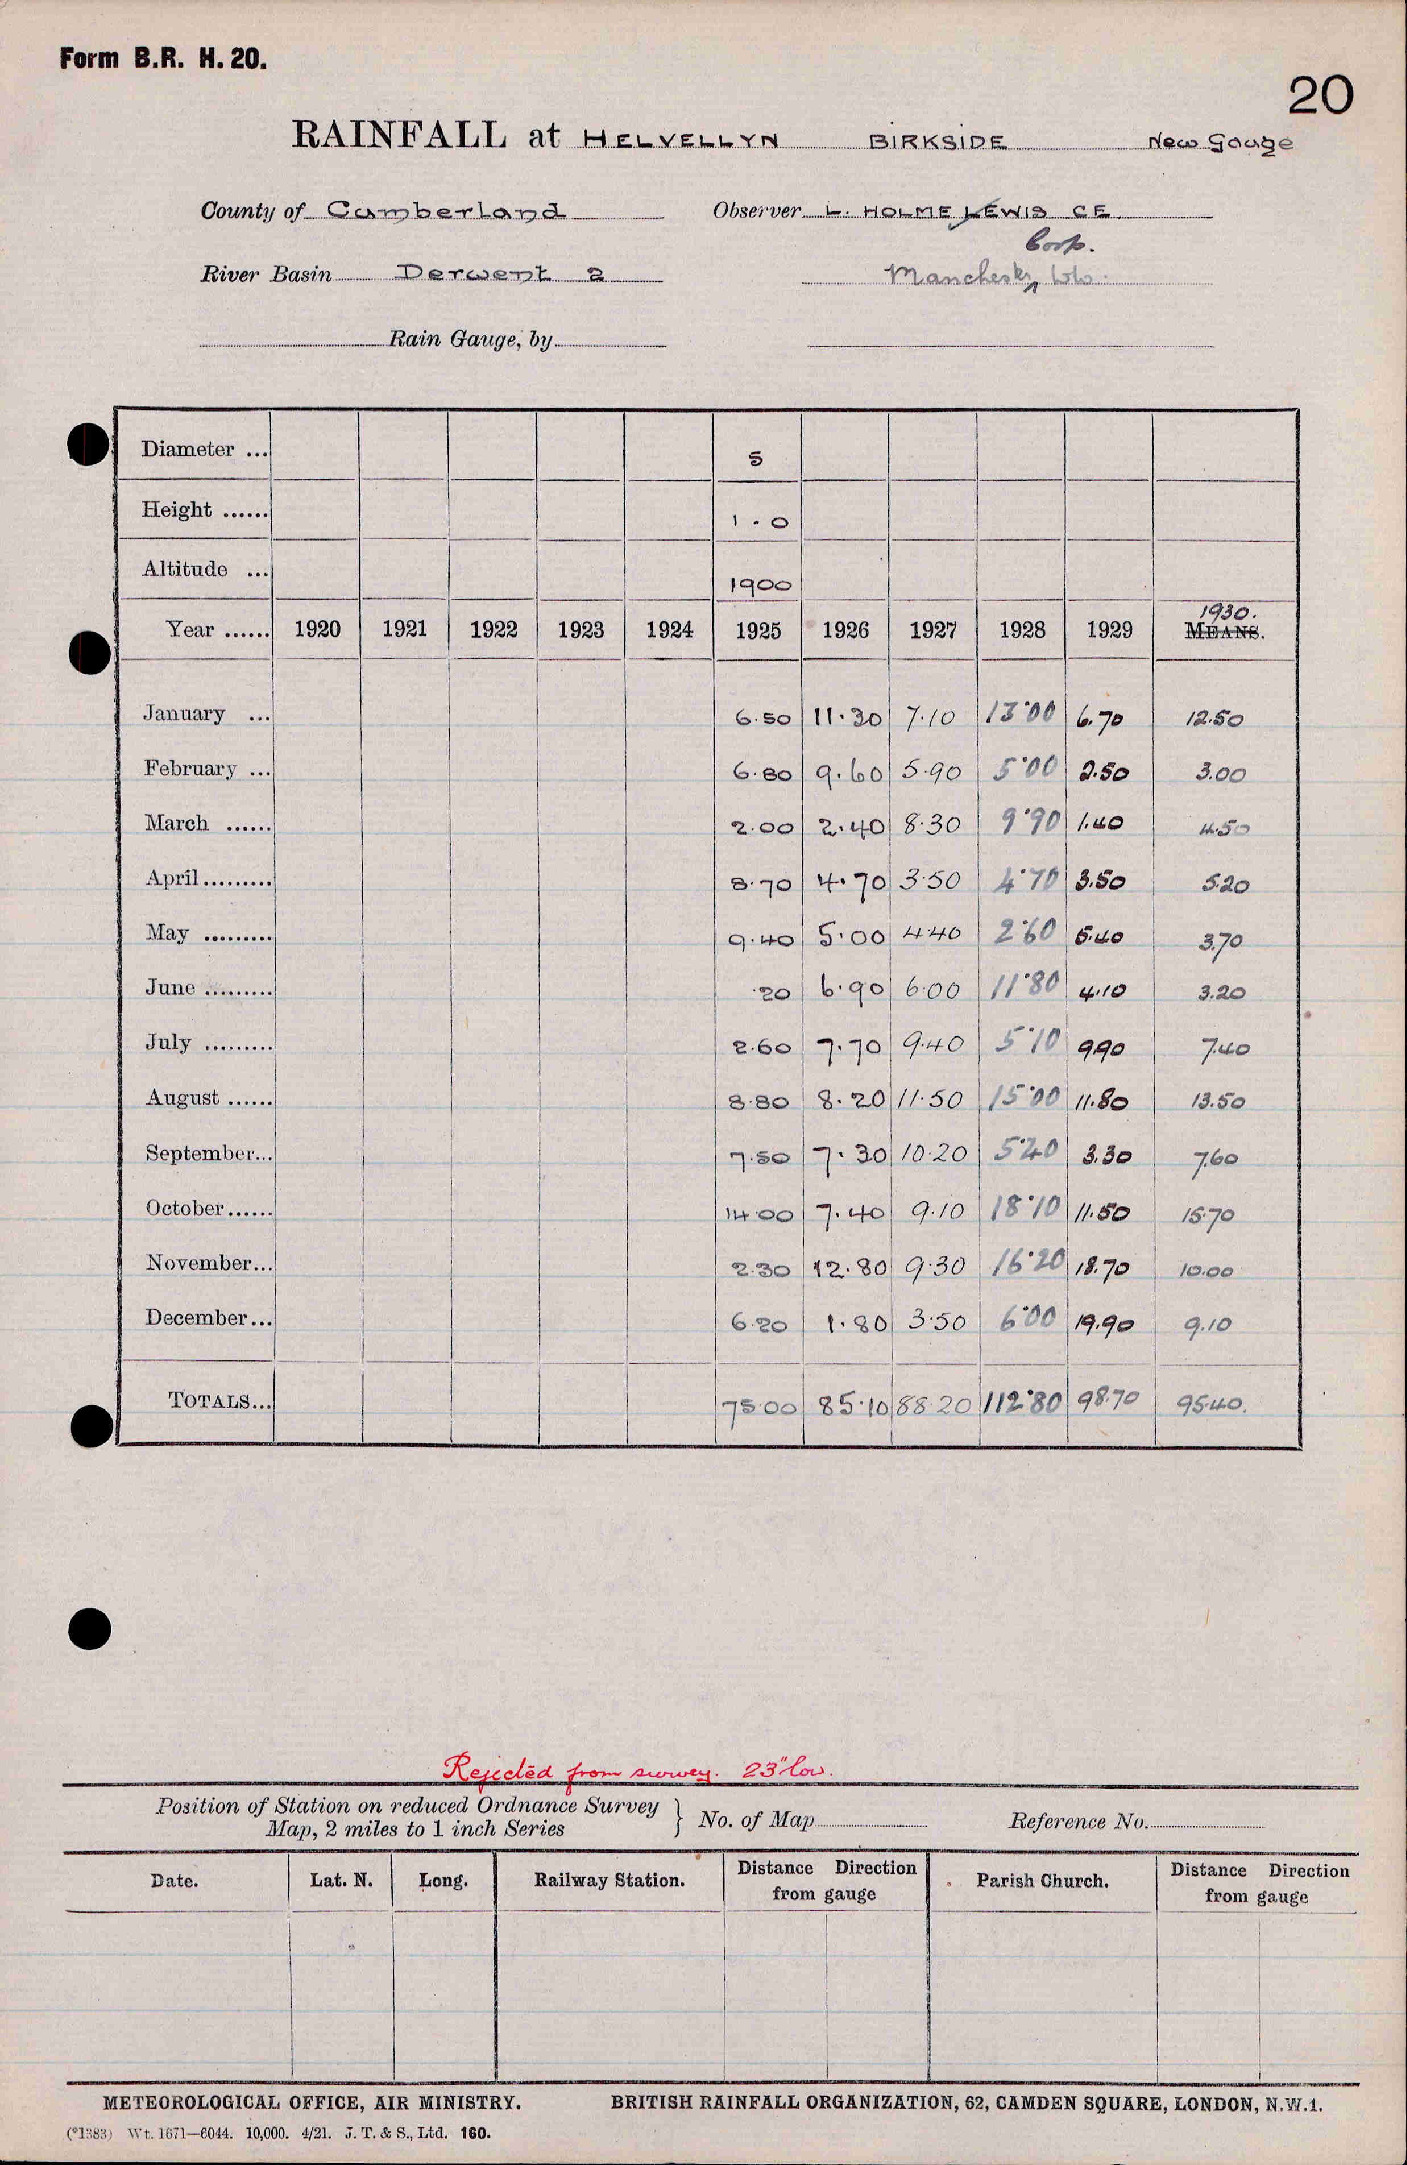 Form B.R. H. 20.
20
RAINFALL at HELVELLYN BIRKSIDE New Gauge
County of Cumberland Observer L. HOLME LEWIS C E
Corp.
River Basin Derwent 2 Manchester W/w.
Rain Gauge, by
Diameter ... 5
Height ...... 1.0
Altitude ... 1900
1930.
Year ...... 1920 1921 1922 1923 1924 1925 1926 1927 1928 1929 MEANS.
January ... 6.50 11.30 7.10 13.00 6.70 12.50
February ... 6.80 9.60 5.90 5.00 2.50 3.00
March ...... 2.00 2.40 8.30 9.90 1.40 4.50
April......... 8.70 4.70 3.50 4.70 3.50 5.20
May ......... 9.40 5.00 4.40 2.60 5.40 3.70
June ......... .20 6.90 6.00 11.80 4.10 3.20
July ......... 2.60 7.70 9.40 5.10 9.90 7.40
August ...... 8.80 8.20 11.50 15.00 11.80 13.50
September... 7.50 7.30 10.20 5.40 3.30 7.60
October...... 14.00 7.40 9.10 18.10 11.50 15.70
November... 2.30 12.80 9.30 16.20 18.70 10.00
December... 6.20 1.80 3.50 6.00 19.90 9.10
TOTALS... 75.00 85.10 88.20 112.80 98.70 95.40.
Rejected from survey. 23" low.
Position of Station on reduced Ordnance Survey
Map, 2 miles to 1 inch Series } No. of Map Reference No.
Date. Lat. N. Long. Railway Station. Distance Direction from gauge Parish Church. Distance Direction from gauge
METEOROLOGICAL OFFICE, AIR MINISTRY. BRITISH RAINFALL ORGANIZATION, 62, CAMDEN SQUARE, LONDON, N.W.1.
(*1383) Wt. 1671—6044. 10,000. 4/21. J. T. & S., Ltd. 160.